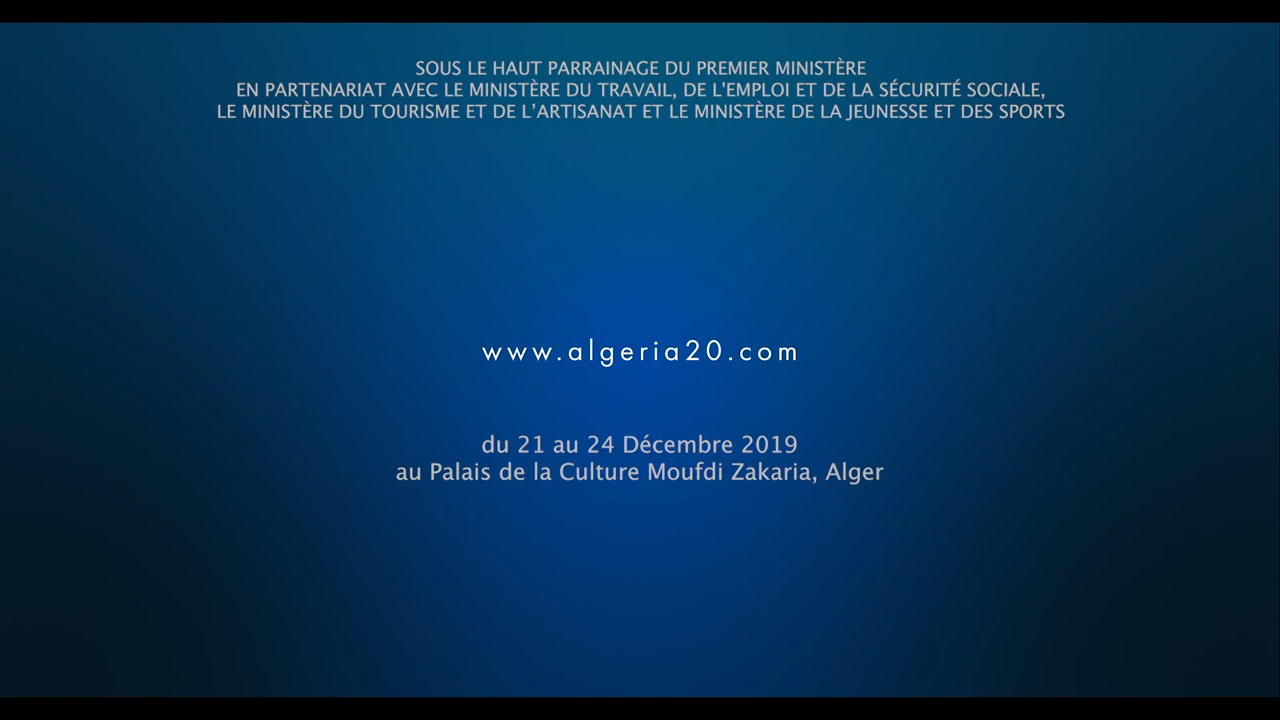 SOUS LE HAUT PARRAINAGE DU PREMIER MINISTÈRE
EN PARTENARIAT AVEC LE MINISTÈRE DU TRAVAIL, DE L'EMPLOI ET DE LA SÉCURITÉ SOCIALE,
LE MINISTÈRE DU TOURISME ET DE L’ARTISANAT ET LE MINISTÈRE DE LA JEUNESSE ET DES SPORTS
www.algeria20.com
du 21 au 24 Décembre 2019
au Palais de la Culture Moufdi Zakaria, Alger